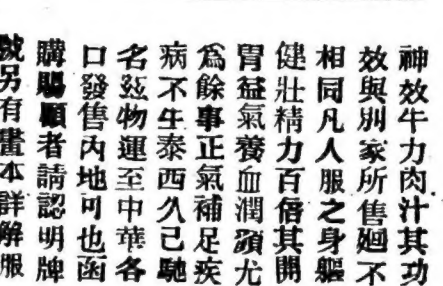 神效牛力肉汁其功
效與別家所售廻不
相同凡人服之身軀
健壯精力百倍其開
胃益氣養血潤顔尤
爲餘事正氣補足疾
病不生泰西久已馳
名玆物運至中華各
口發售內地可也函
購賜顧者請認明牌
號另有畫本詳解服